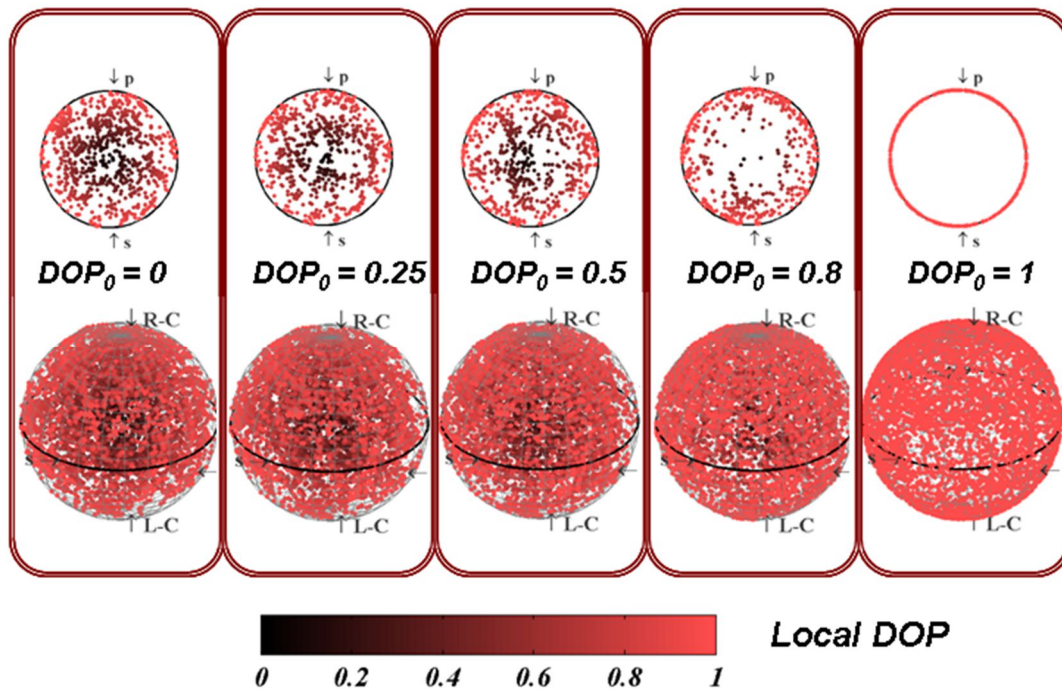 p p p p p
s s s s s
DOP0 = 0 DOP0 = 0.25 DOP0 = 0.5 DOP0 = 0.8 DOP0 = 1
R-C R-C R-C R-C R-C
L-C L-C L-C L-C L-C
Local DOP
0 0.2 0.4 0.6 0.8 1